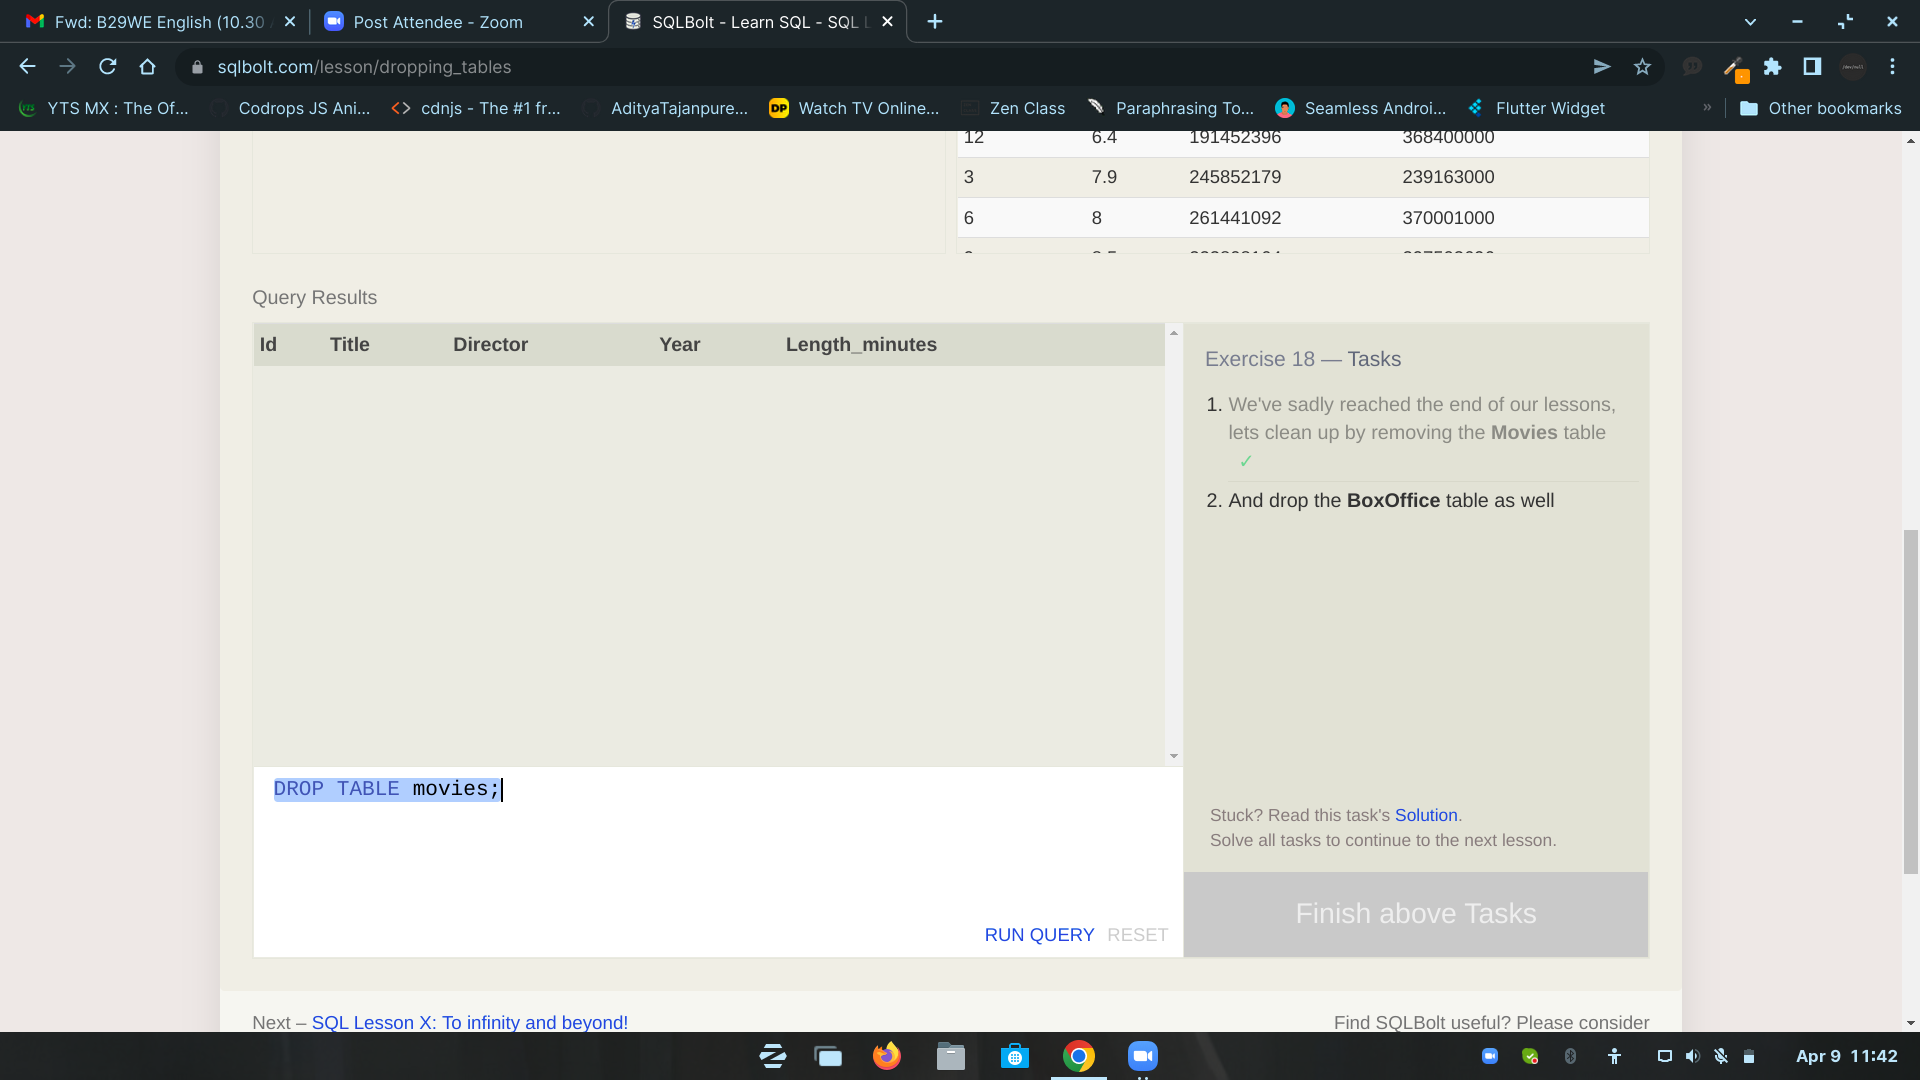 Fwd: B29WE English (10.30
Post Attendee - Zoom
SQLBolt - Learn SQL - SQL
sqlbolt.com/lesson/dropping_tables
YTS MX : The Of...
Codrops JS Ani...
cdnjs - The #1 fr...
AdityaTajanpure...
DP Watch TV Online...
Zen Class
Paraphrasing To...
Seamless Androi...
Flutter Widget
» Other bookmarks
12 6.4 191452396 368400000
3 7.9 245852179 239163000
6 8 261441092 370001000
Query Results
Id Title Director Year Length_minutes
Exercise 18 — Tasks
1. We've sadly reached the end of our lessons,
lets clean up by removing the Movies table
✓
2. And drop the BoxOffice table as well
DROP TABLE movies;
Stuck? Read this task's Solution.
Solve all tasks to continue to the next lesson.
Finish above Tasks
RUN QUERY RESET
Next – SQL Lesson X: To infinity and beyond!
Find SQLBolt useful? Please consider
Apr 9 11:42